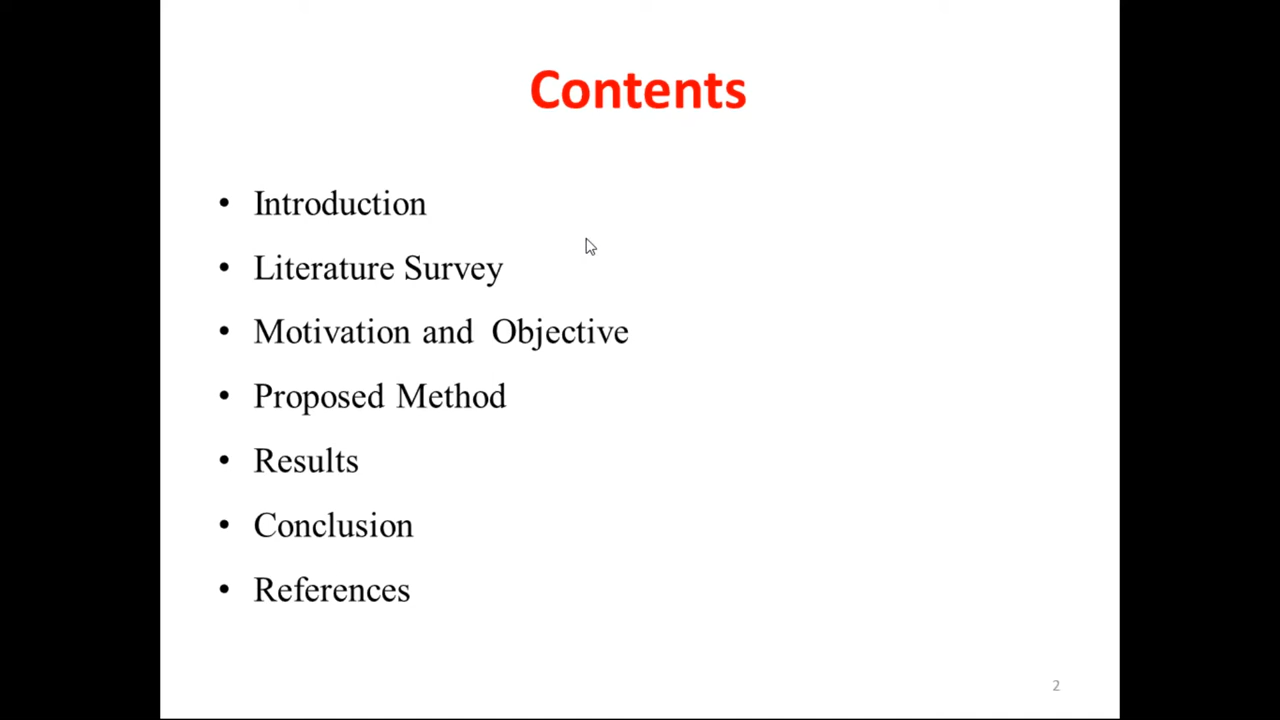 Contents
• Introduction
• Literature Survey
• Motivation and  Objective
• Proposed Method
• Results
• Conclusion
• References
2